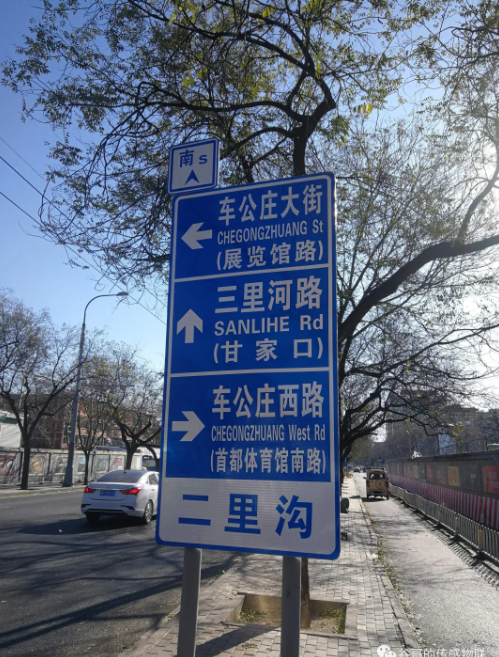 南 S
车公庄大街
CHEGONGZHUANG St
(展览馆路)
三里河路
SANLIHE Rd
(甘家口)
车公庄西路
CHEGONGZHUANG West Rd
(首都体育馆南路)
二里沟